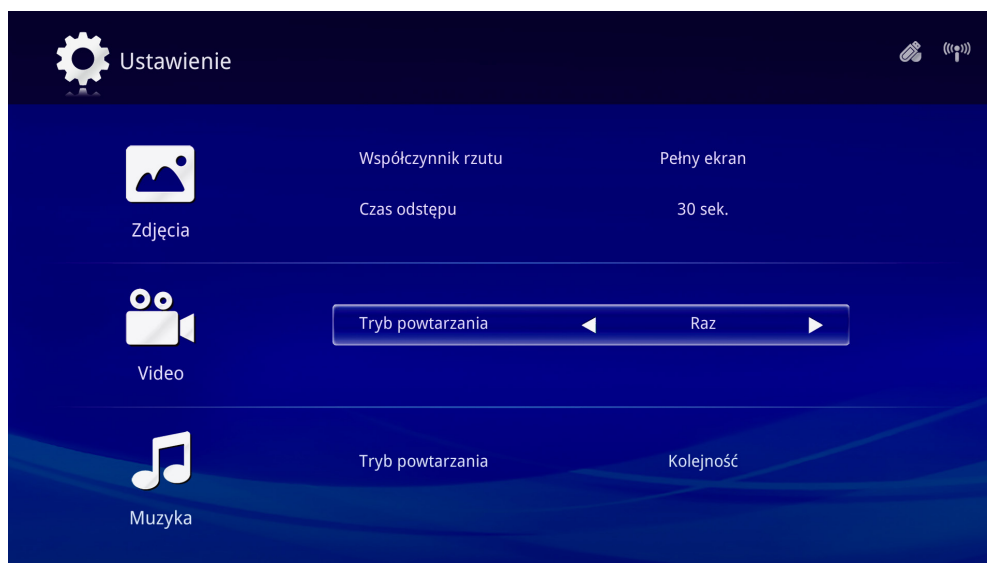 Ustawienie
Współczynnik rzutu Pełny ekran
Czas odstępu 30 sek.
Zdjęcia
Tryb powtarzania Raz
Video
Tryb powtarzania Kolejność
Muzyka